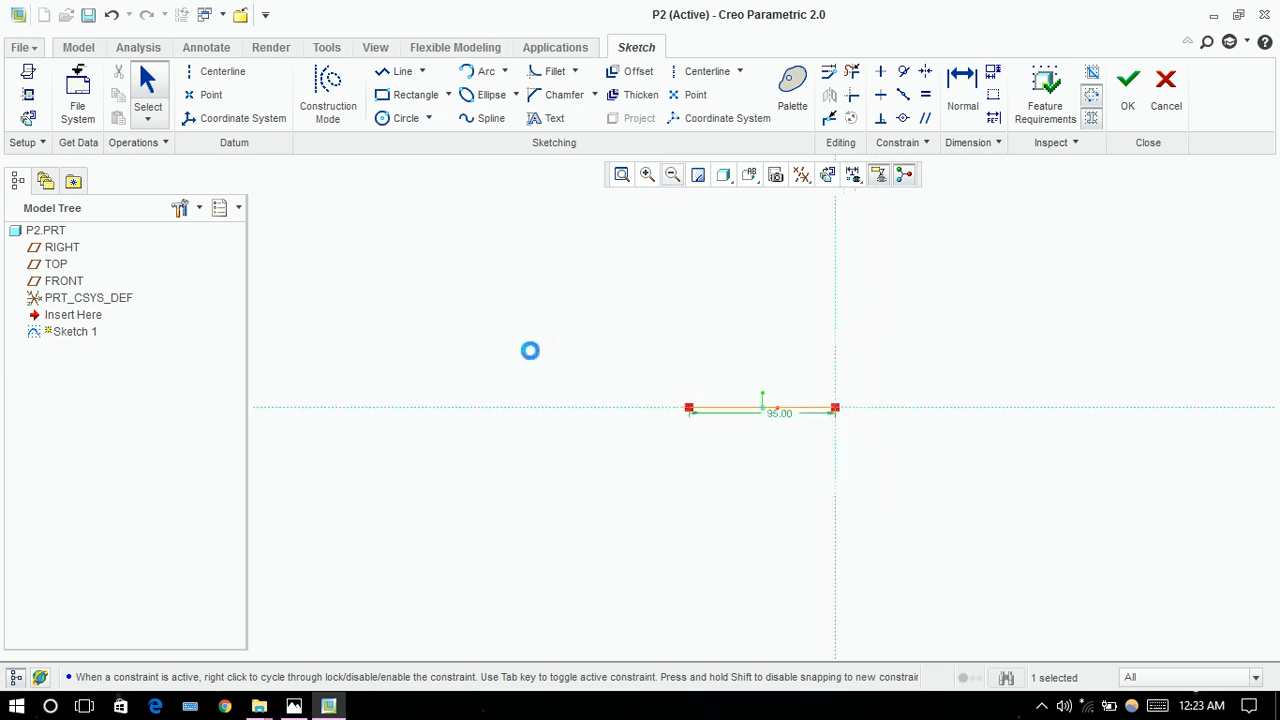 P2 (Active) - Creo Parametric 2.0
File Model Analysis Annotate Render Tools View Flexible Modeling Applications Sketch
Centerline Line Arc Fillet Offset Centerline
Point Rectangle Ellipse Chamfer Thicken Point
Coordinate System Circle Spline Text Project Coordinate System
File System Select Construction Mode Palette Normal Feature Requirements OK Cancel
Setup Get Data Operations Datum Sketching Editing Constrain Dimension Inspect Close
Model Tree
P2.PRT
RIGHT
TOP
FRONT
PRT_CSYS_DEF
Insert Here
Sketch 1
95.00
When a constraint is active, right click to cycle through lock/disable/enable the constraint. Use Tab key to toggle active constraint. Press and hold Shift to disable snapping to new constrair
1 selected
All
12:23 AM